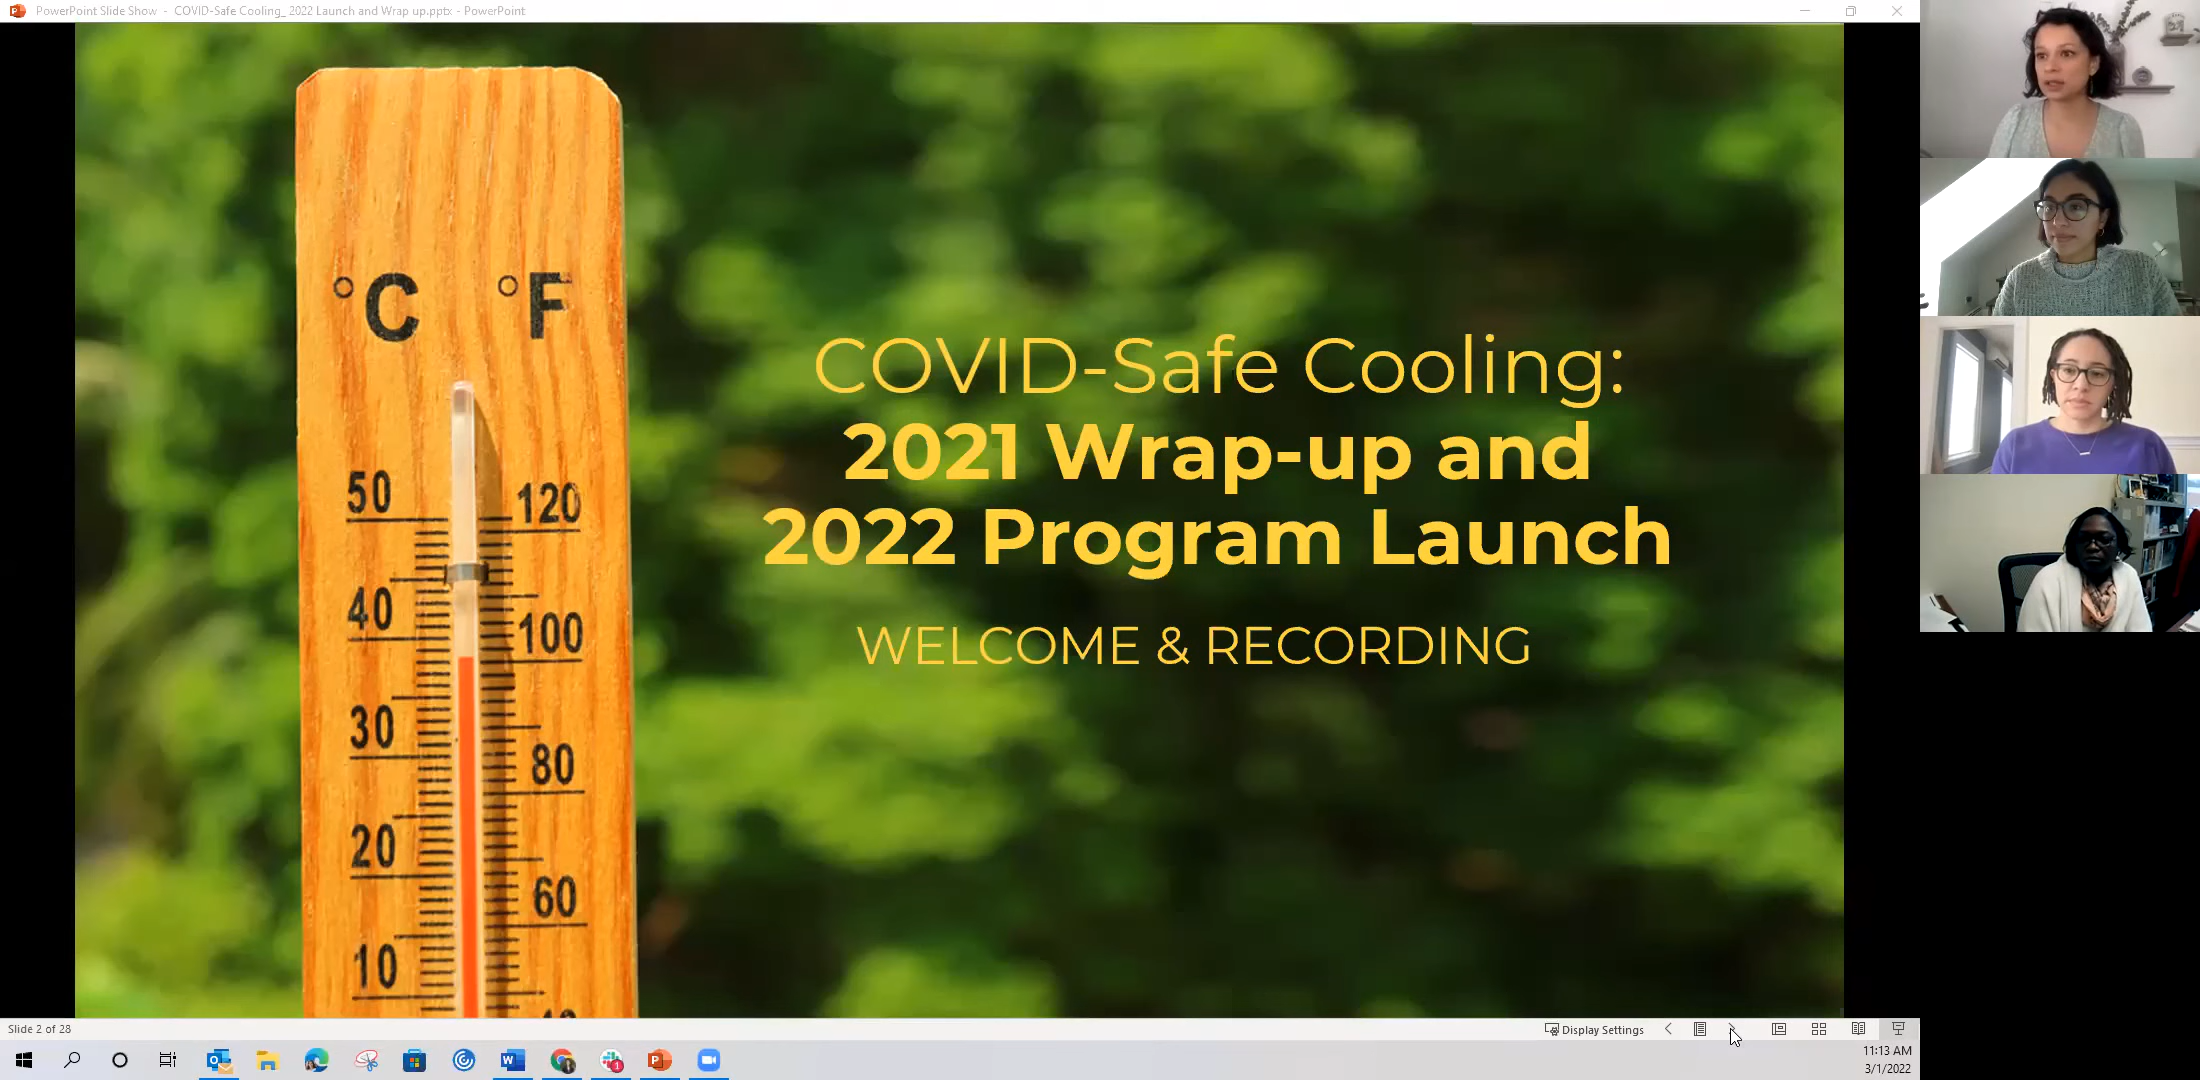 PowerPoint Slide Show - COVID-Safe Cooling_ 2022 Launch and Wrap up.pptx - PowerPoint
°C °F
50 120
40 100
30 80
20 60
10
COVID-Safe Cooling:
2021 Wrap-up and
2022 Program Launch
WELCOME & RECORDING
Slide 2 of 28
Display Settings
11:13 AM
3/1/2022